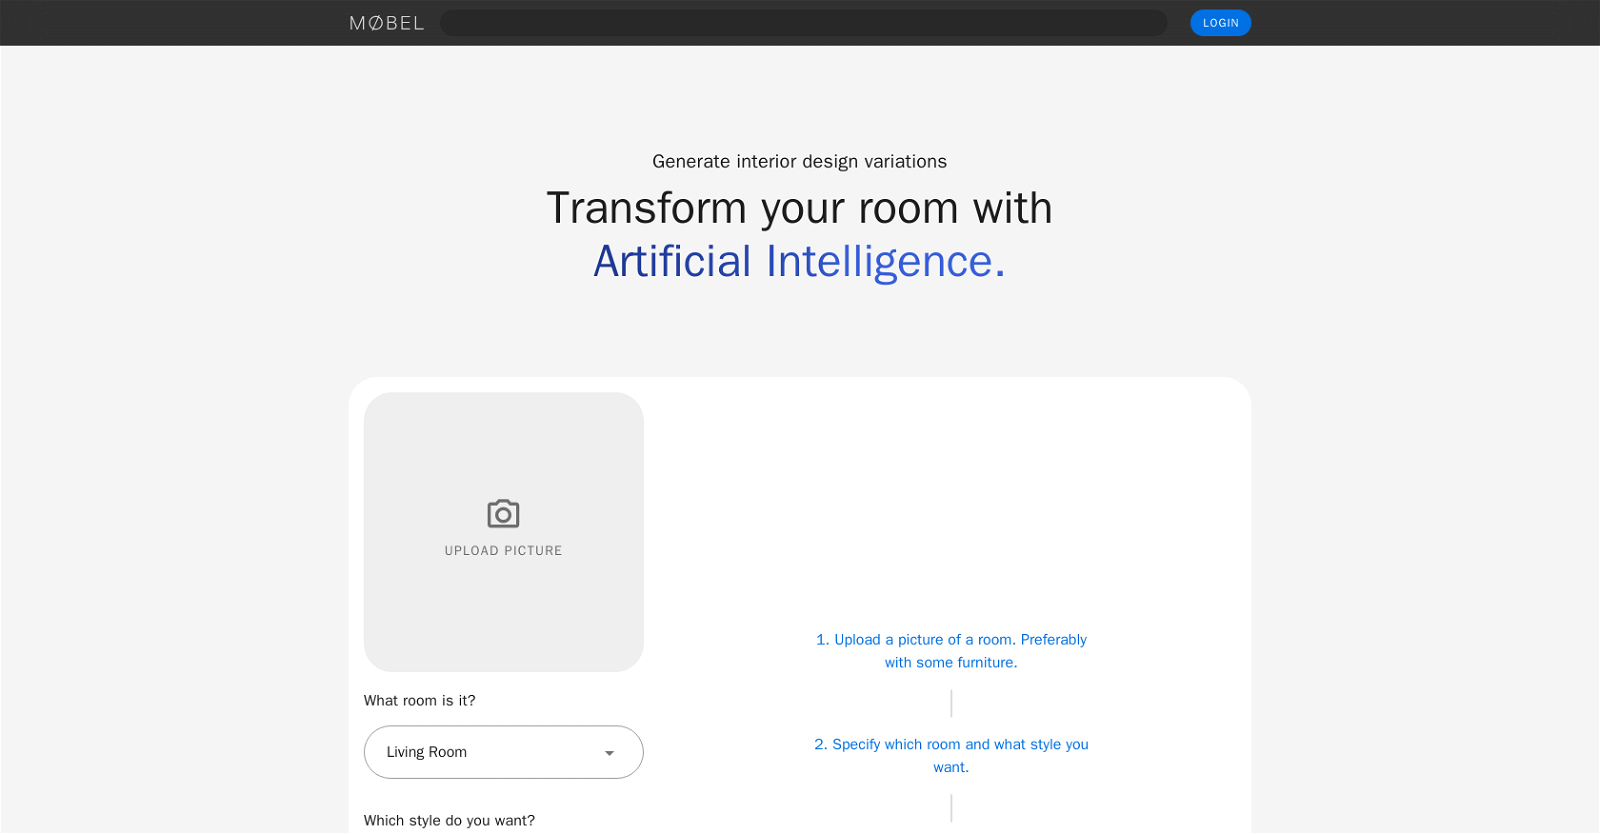 MØBEL
LOGIN
Generate interior design variations
Transform your room with
Artificial Intelligence.
UPLOAD PICTURE
What room is it?
Living Room
Which style do you want?
1. Upload a picture of a room. Preferably
with some furniture.
2. Specify which room and what style you
want.